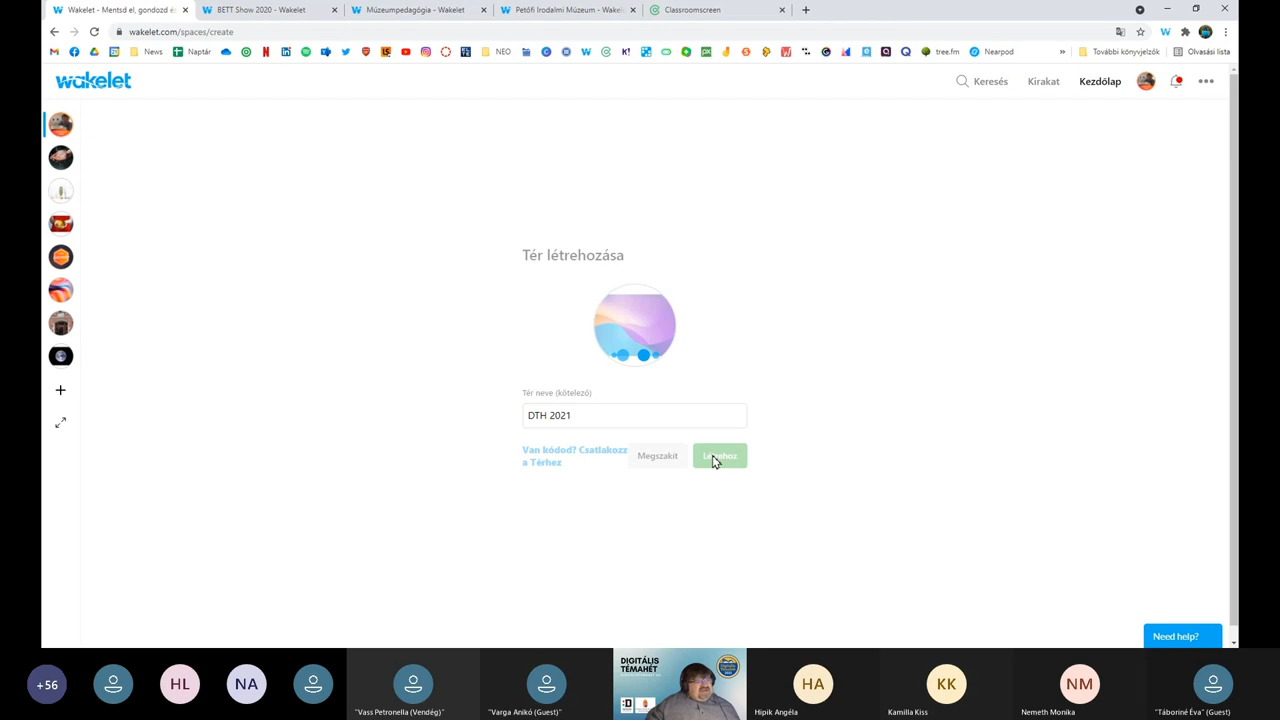 Wakelet - Mentsd el, gondozd és
BETT Show 2020 - Wakelet
Múzeumpedagógia - Wakelet
Petőfi Irodalmi Múzeum - Wakel
Classroomscreen
wakelet.com/spaces/create
News
Naptár
NEO
tree.fm
Nearpod
»
További könyvjelzők
Olvasási lista
wakelet
Keresés
Kirakat
Kezdőlap
Tér létrehozása
Tér neve (kötelező)
DTH 2021
Van kódod? Csatlakozz
a Térhez
Megszakít
Létrehoz
Need help?
+56
HL
NA
"Vass Petronella (Vendég)"
"Varga Anikó (Guest)"
DIGITÁLIS
TÉMAHÉT
HA
Hipik Angéla
KK
Kamilla Kiss
NM
Nemeth Monika
"Táboriné Éva" (Guest)